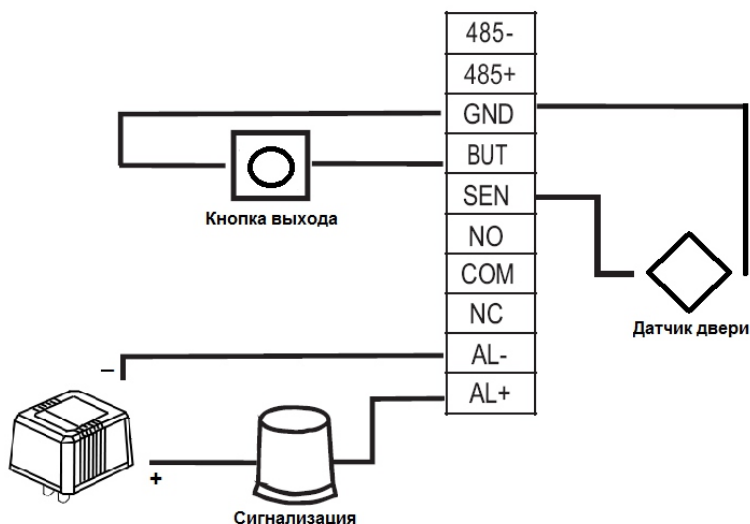 485-
485+
GND
BUT
SEN
NO
COM
NC
AL-
AL+
Кнопка выхода
Датчик двери
–
+
Сигнализация